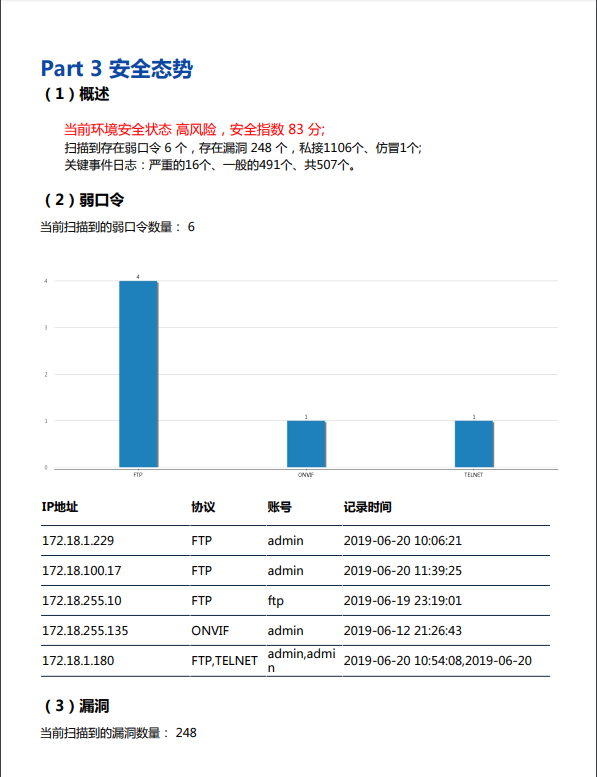 Part 3 安全态势
（1）概述
当前环境安全状态 高风险，安全指数 83 分;
扫描到存在弱口令 6 个，存在漏洞 248 个，私接1106个、仿冒1个;
关键事件日志：严重的16个、一般的491个、共507个。
（2）弱口令
当前扫描到的弱口令数量： 6
4
4
3
2
1
1
1
0
FTP ONVIF TELNET
IP地址 协议 账号 记录时间
172.18.1.229 FTP admin 2019-06-20 10:06:21
172.18.100.17 FTP admin 2019-06-20 11:39:25
172.18.255.10 FTP ftp 2019-06-19 23:19:01
172.18.255.135 ONVIF admin 2019-06-12 21:26:43
172.18.1.180 FTP,TELNET admin,admi 2019-06-20 10:54:08,2019-06-20
n
（3）漏洞
当前扫描到的漏洞数量： 248